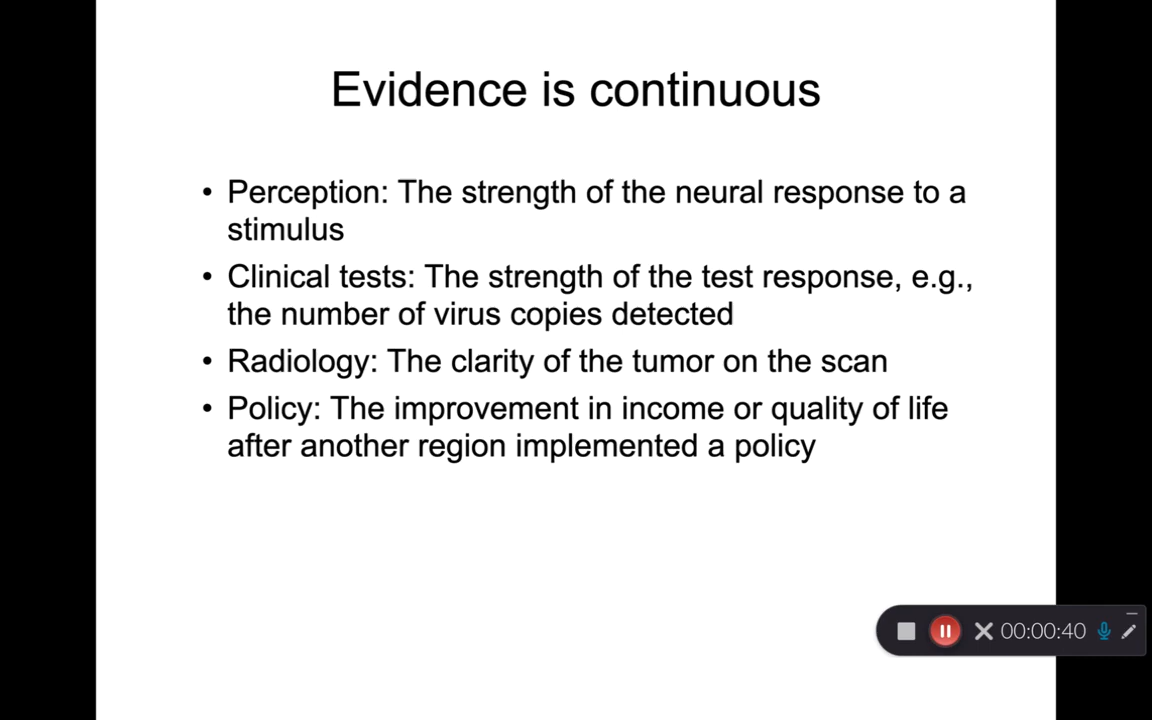 Evidence is continuous
• Perception: The strength of the neural response to a
stimulus
• Clinical tests: The strength of the test response, e.g.,
the number of virus copies detected
• Radiology: The clarity of the tumor on the scan
• Policy: The improvement in income or quality of life
after another region implemented a policy
00:00:40